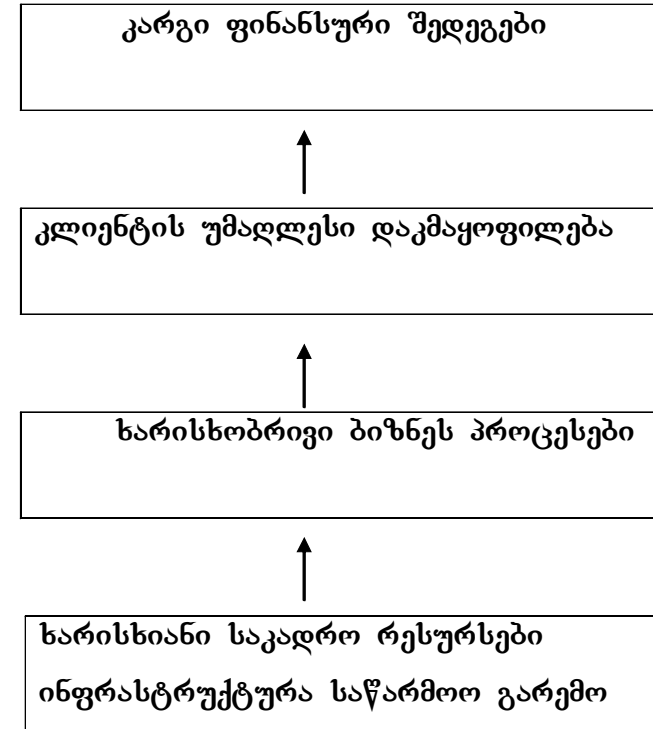 კარგი ფინანსური შედეგები
კლიენტის უმაღლესი დაკმაყოფილება
ხარისხობრივი ბიზნეს პროცესები
ხარისხიანი საკადრო რესურსები
ინფრასტრუქტურა საწარმოო გარემო